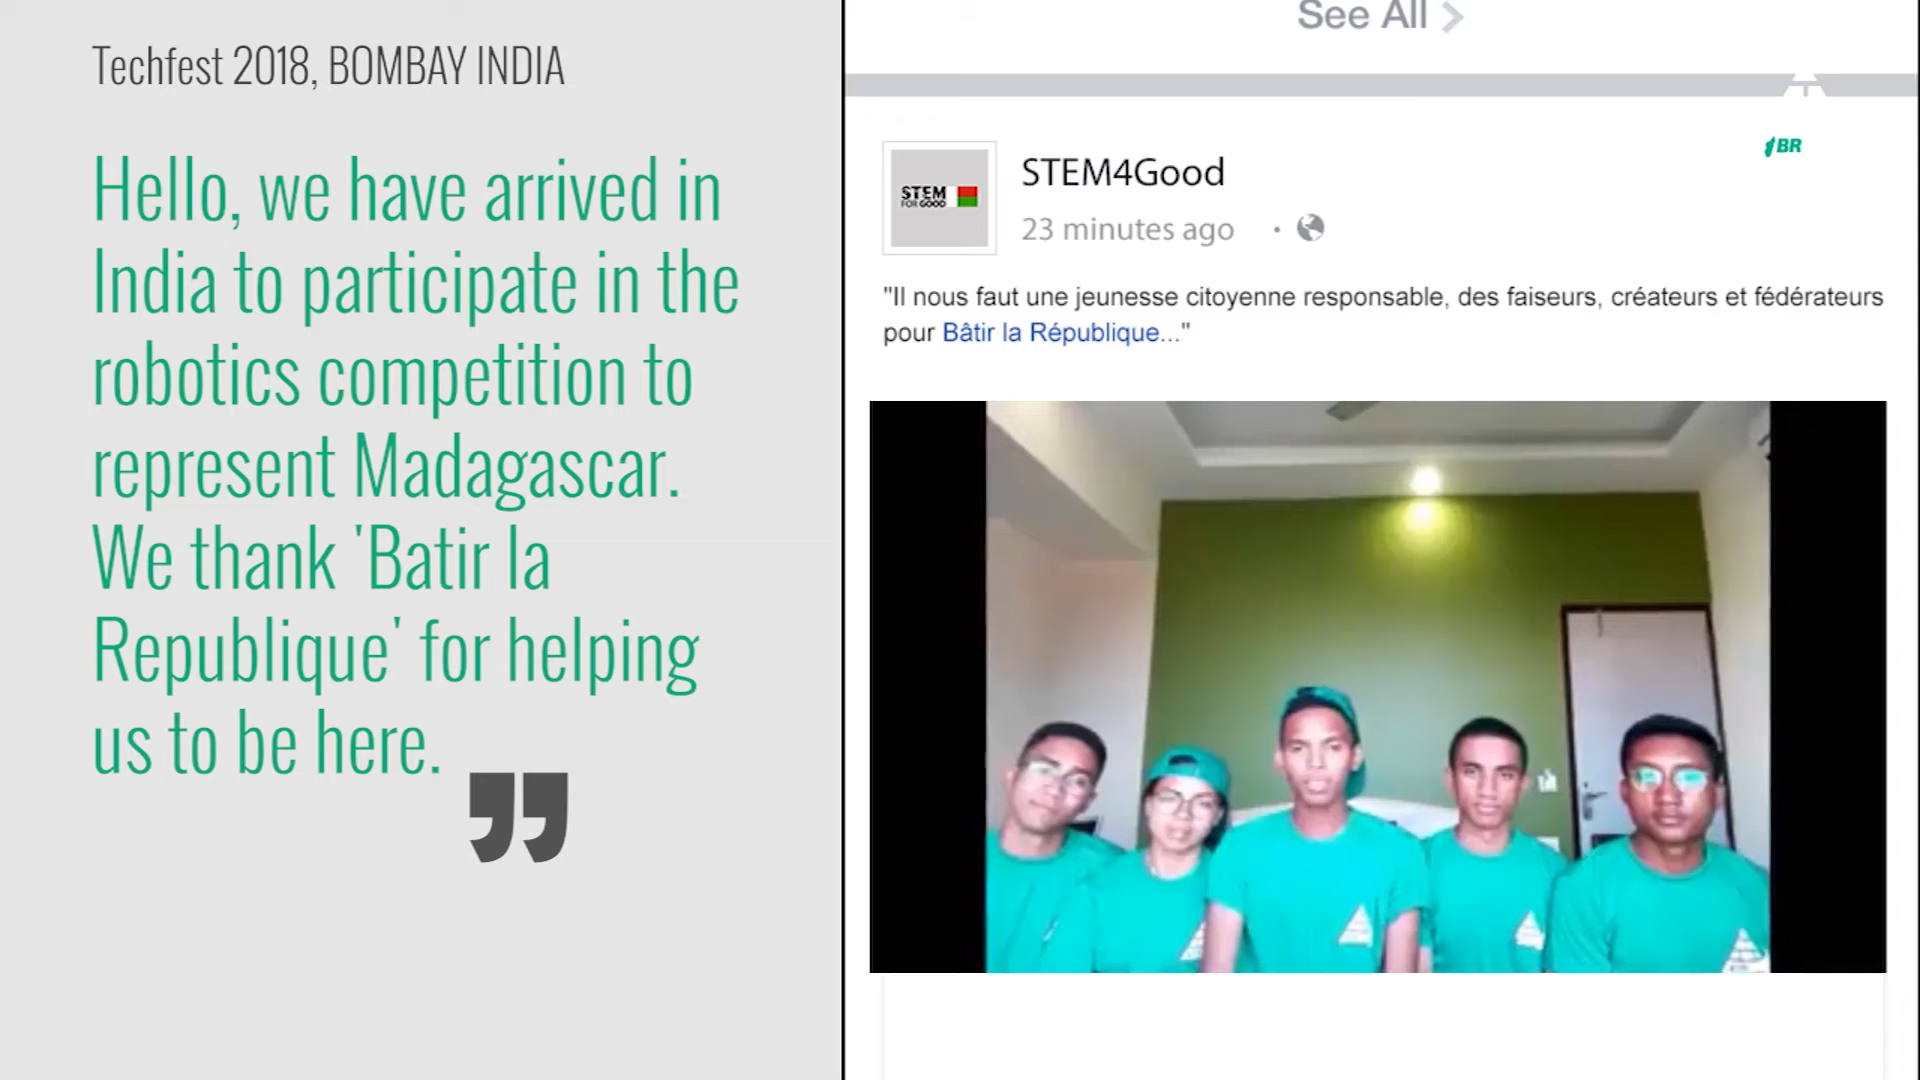 Techfest 2018, BOMBAY INDIA
Hello, we have arrived in
India to participate in the
robotics competition to
represent Madagascar.
We thank 'Batir la
Republique' for helping
us to be here.
”
See All >
BR
STEM4Good
STEM
FOR GOOD
23 minutes ago
"Il nous faut une jeunesse citoyenne responsable, des faiseurs, créateurs et fédérateurs
pour Bâtir la République..."